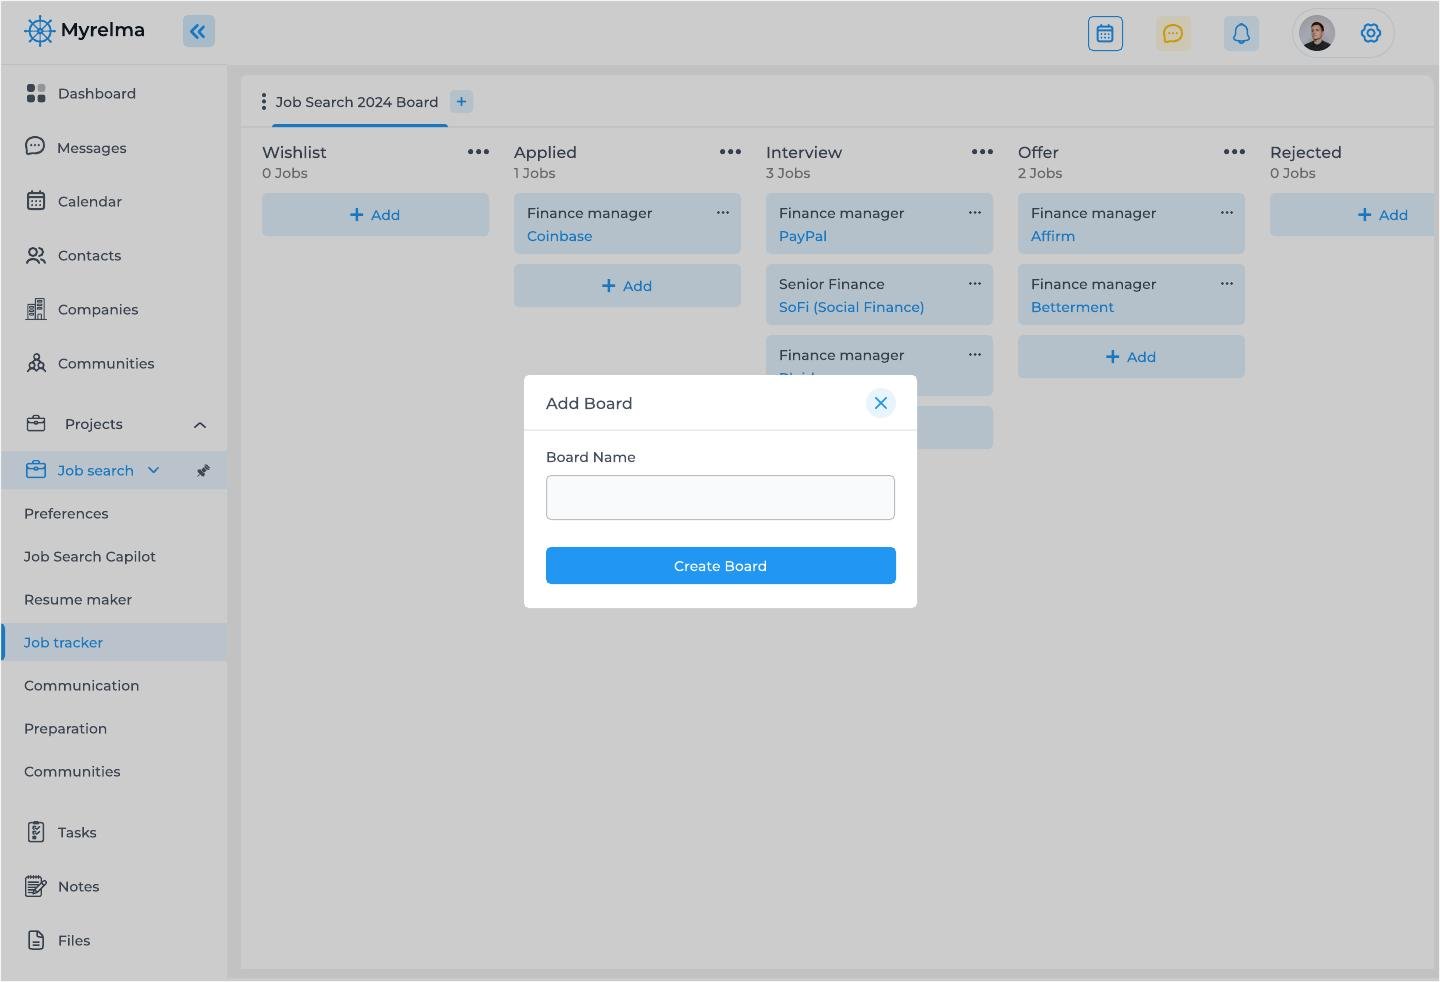 Myrelma
Dashboard
Messages
Calendar
Contacts
Companies
Communities
Projects
Job search
Preferences
Job Search Capilot
Resume maker
Job tracker
Communication
Preparation
Communities
Tasks
Notes
Files
Job Search 2024 Board
Wishlist
0 Jobs
Add
Applied
1 Jobs
Finance manager
Coinbase
Add
Interview
3 Jobs
Finance manager
PayPal
Senior Finance
SoFi (Social Finance)
Finance manager
Offer
2 Jobs
Finance manager
Affirm
Finance manager
Betterment
Add
Rejected
0 Jobs
Add
Add Board
Board Name
Create Board